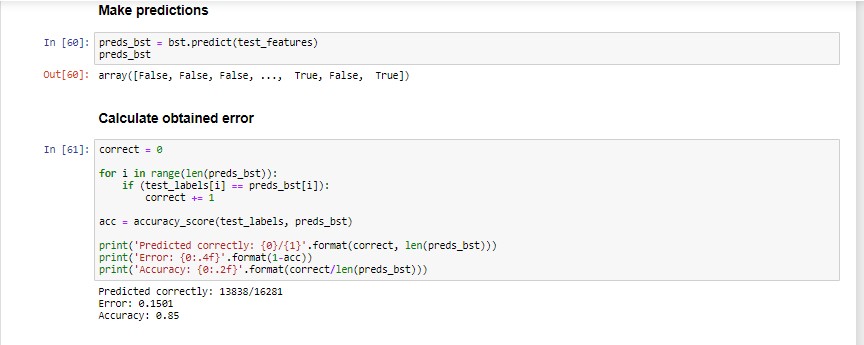 Make predictions
In [60]: preds_bst = bst.predict(test_features)
preds_bst
Out[60]: array([False, False, False, ..., True, False, True])
Calculate obtained error
In [61]: correct = 0
for i in range(len(preds_bst)):
if (test_labels[i] == preds_bst[i]):
correct += 1
acc = accuracy_score(test_labels, preds_bst)
print('Predicted correctly: {0}/{1}'.format(correct, len(preds_bst)))
print('Error: {0:.4f}'.format(1-acc))
print('Accuracy: {0:.2f}'.format(correct/len(preds_bst)))
Predicted correctly: 13838/16281
Error: 0.1501
Accuracy: 0.85